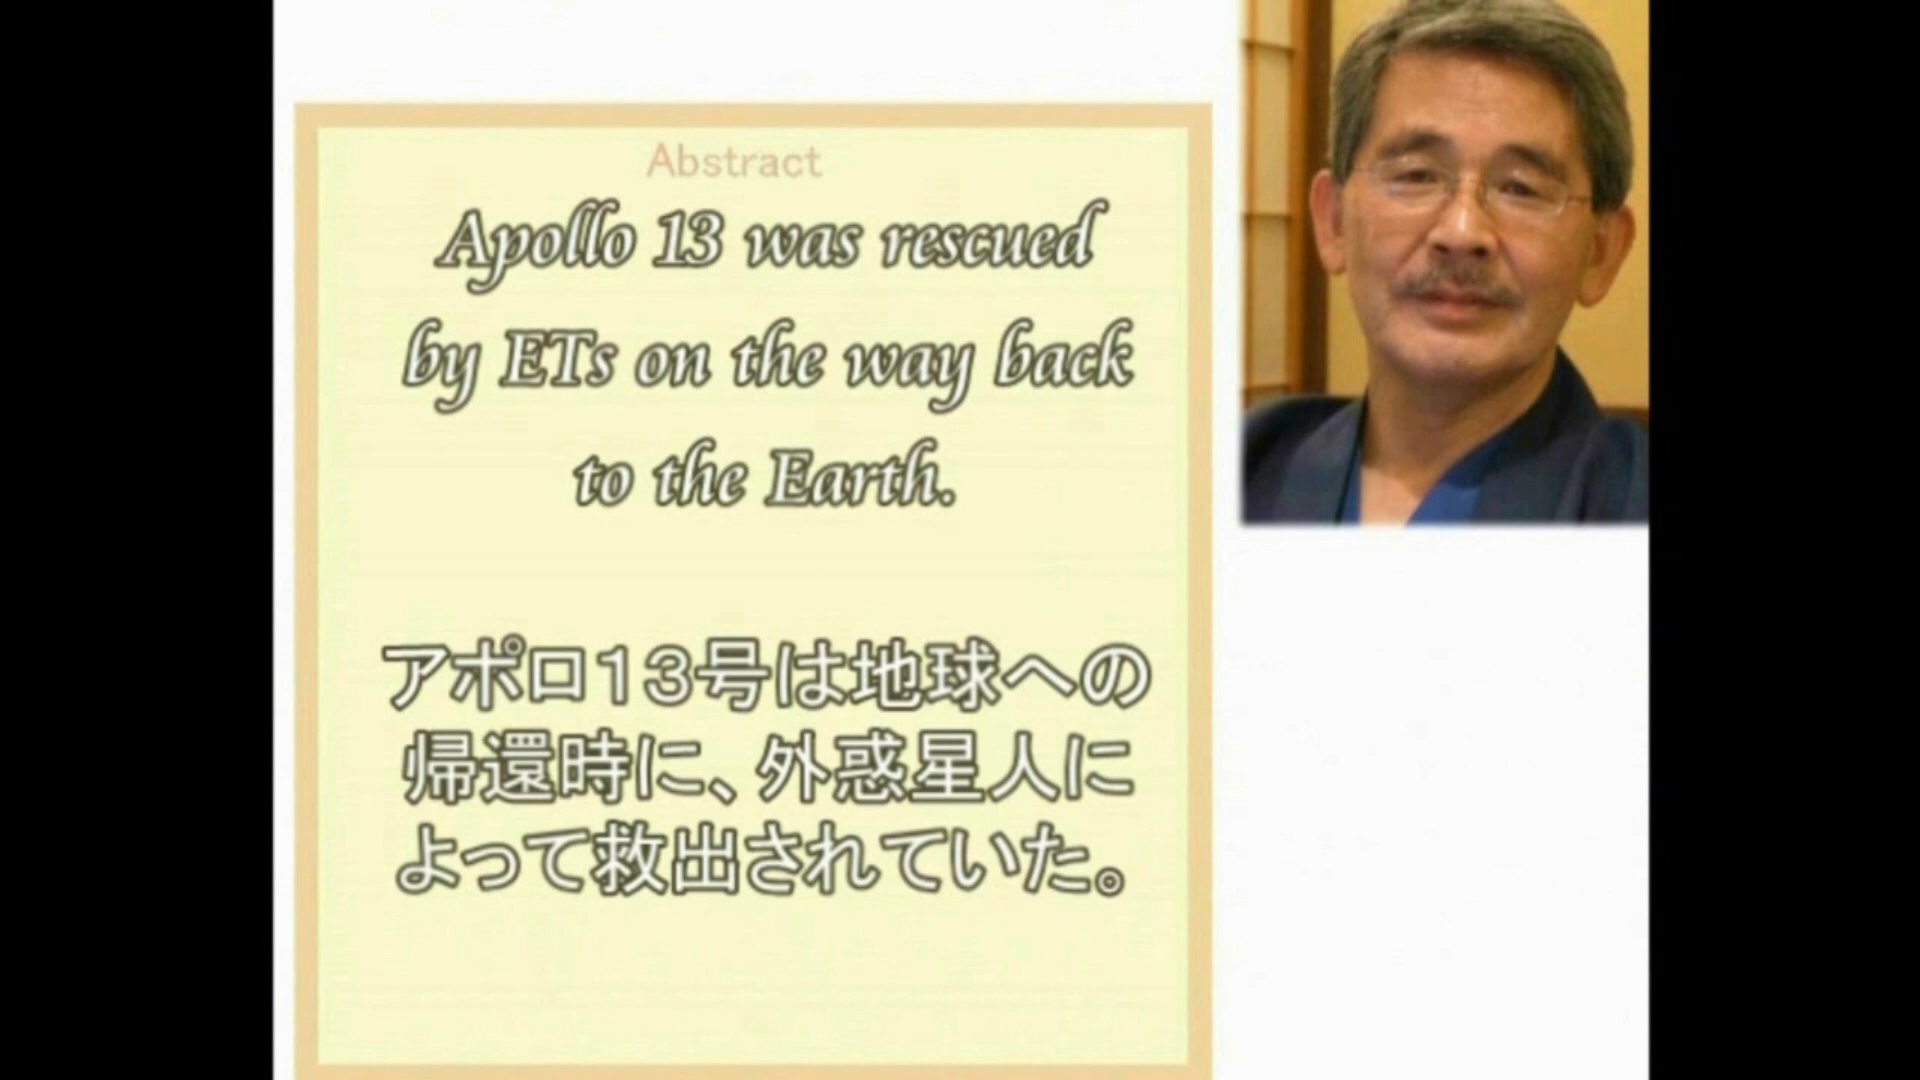 Abstract
Apollo 13 was rescued
by ETs on the way back
to the Earth.
アポロ１３号は地球への
帰還時に、外惑星人に
よって救出されていた。